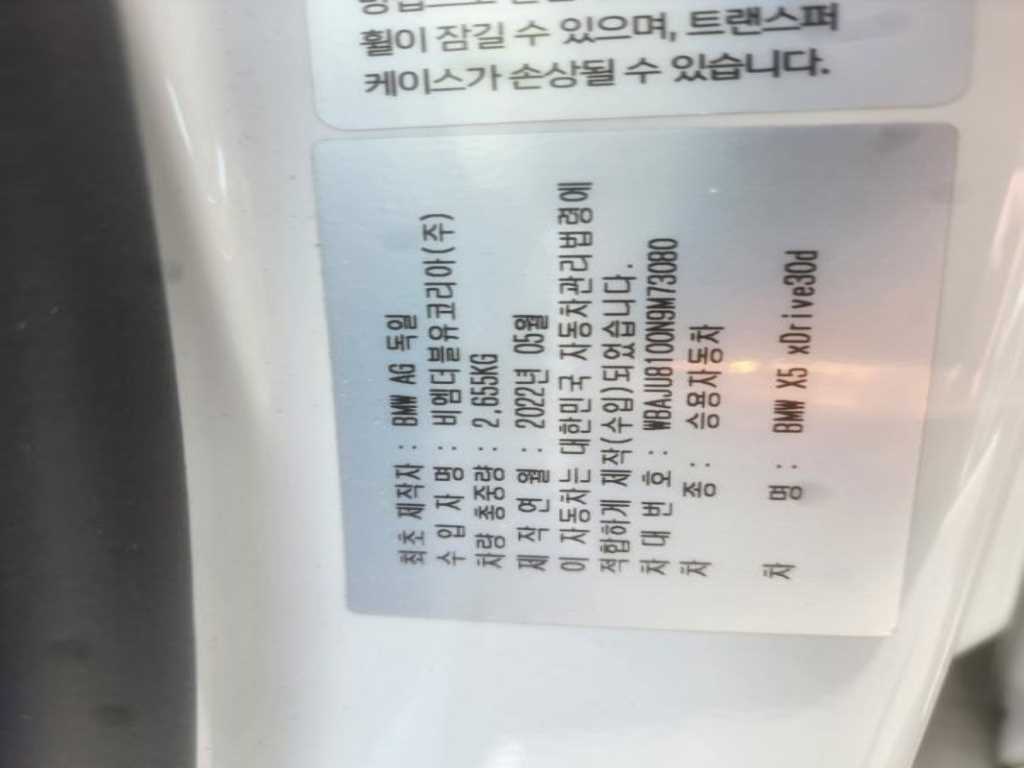 휠이 잠길 수 있으며, 트랜스퍼
케이스가 손상될 수 있습니다.
최초 제작자 : BMW AG 독일
수 입 자 명 : 비엠더블유코리아(주)
차량 총중량 : 2,655KG
제 작 연 월 : 2022년 05월
이 자동차는 대한민국 자동차관리법령에
적합하게 제작(수입)되었습니다.
차 대 번 호 : WBAJU8100N9M73080
차 종 : 승용자동차
차 명 : BMW X5 xDrive30d